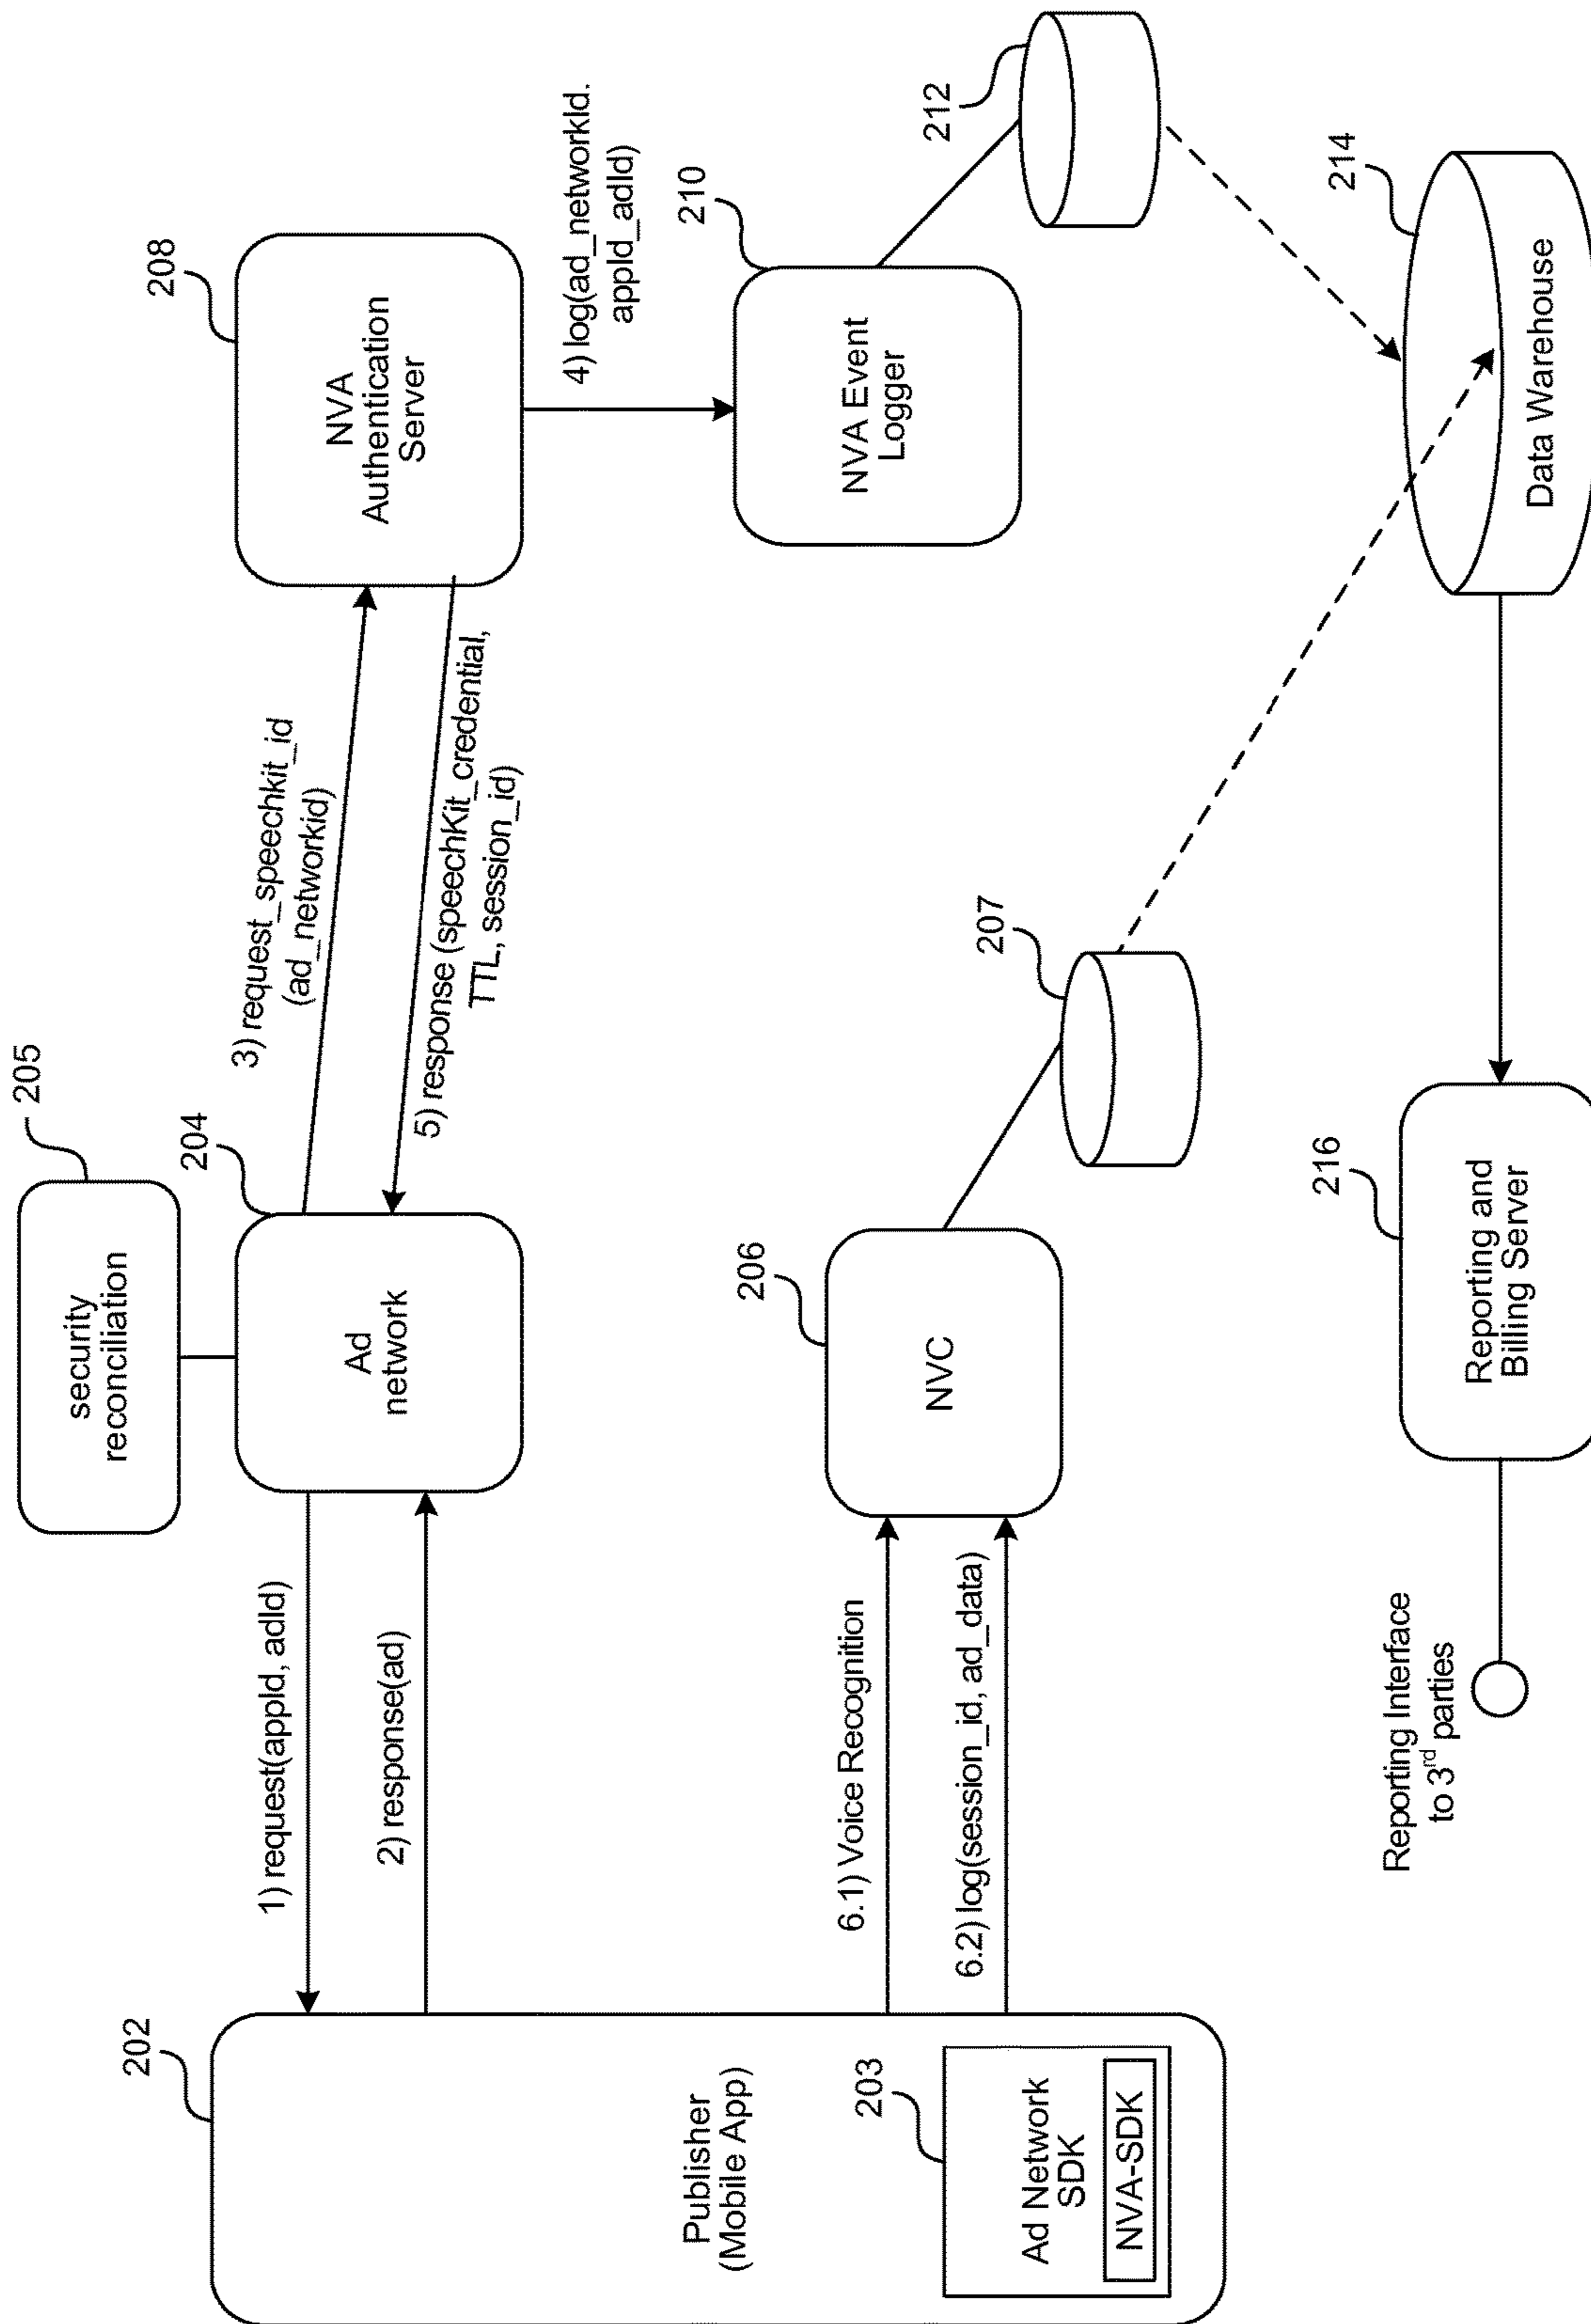 205
security
reconciliation
202
1) request(appId, adId)
2) response(ad)
204
Ad
network
3) request_speechkit_id
(ad_networkid)
5) response (speechKit_credential,
TTL, session_id)
208
NVA
Authentication
Server
4) log(ad_networkId.
appId_adId)
Publisher
(Mobile App)
203
Ad Network
SDK
NVA-SDK
6.1) Voice Recognition
6.2) log(session_id, ad_data)
206
NVC
207
210
NVA Event
Logger
212
Reporting Interface
to 3rd parties
216
Reporting and
Billing Server
214
Data Warehouse